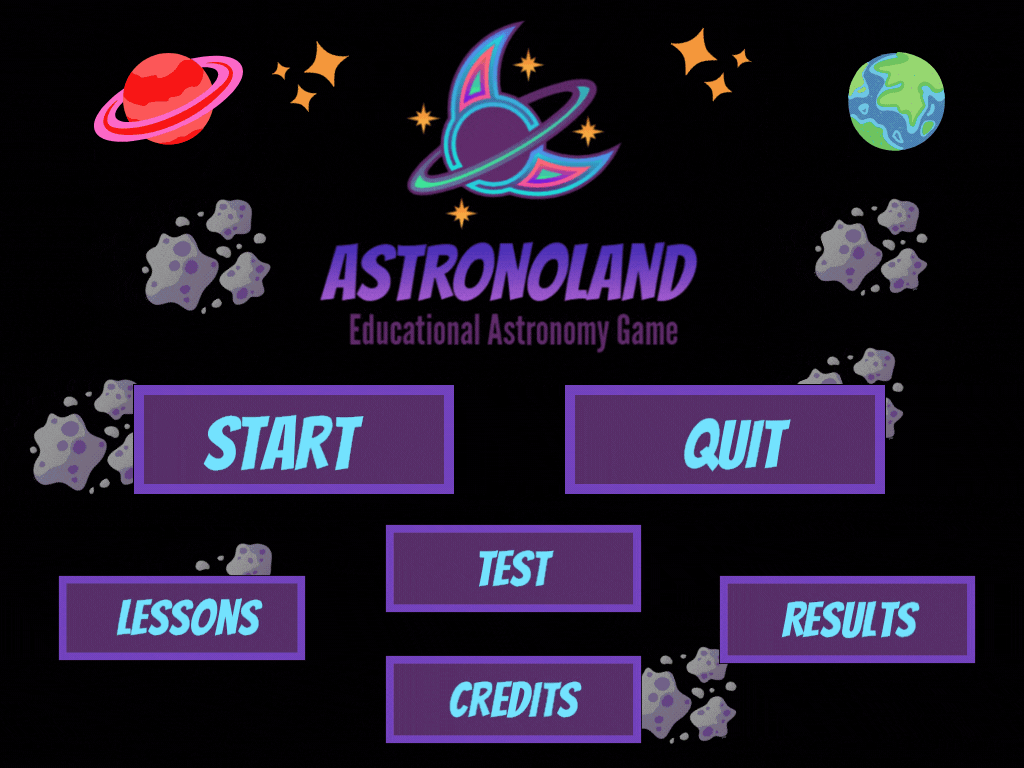 ASTRONOLAND
Educational Astronomy Game
START
QUIT
TEST
LESSONS
RESULTS
CREDITS